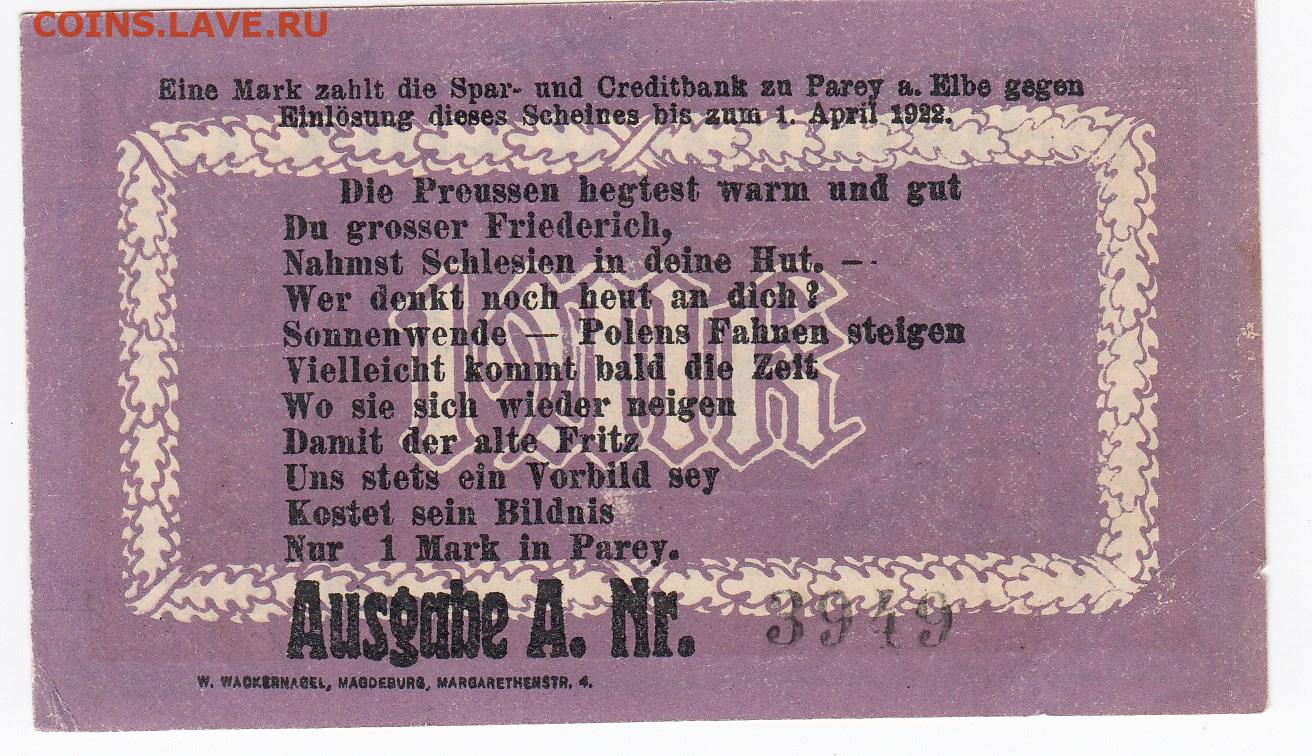 COINS.LAVE.RU
Eine Mark zahlt die Spar- und Creditbank zu Parey a. Elbe gegen
Einlösung dieses Scheines bis zum 1. April 1922.
Die Preussen hegtest warm und gut
Du grosser Friederich,
Nahmst Schlesien in deine Hut. —
Wer denkt noch heut an dich?
Sonnenwende — Polens Fahnen steigen
Vielleicht kommt bald die Zeit
Wo sie sich wieder neigen
Damit der alte Fritz
Uns stets ein Vorbild sey
Kostet sein Bildnis
Nur 1 Mark in Parey.
1 Mk
Ausgabe A. Nr. 3949
W. WACKERNAGEL, MAGDEBURG, MARGARETHENSTR. 4.